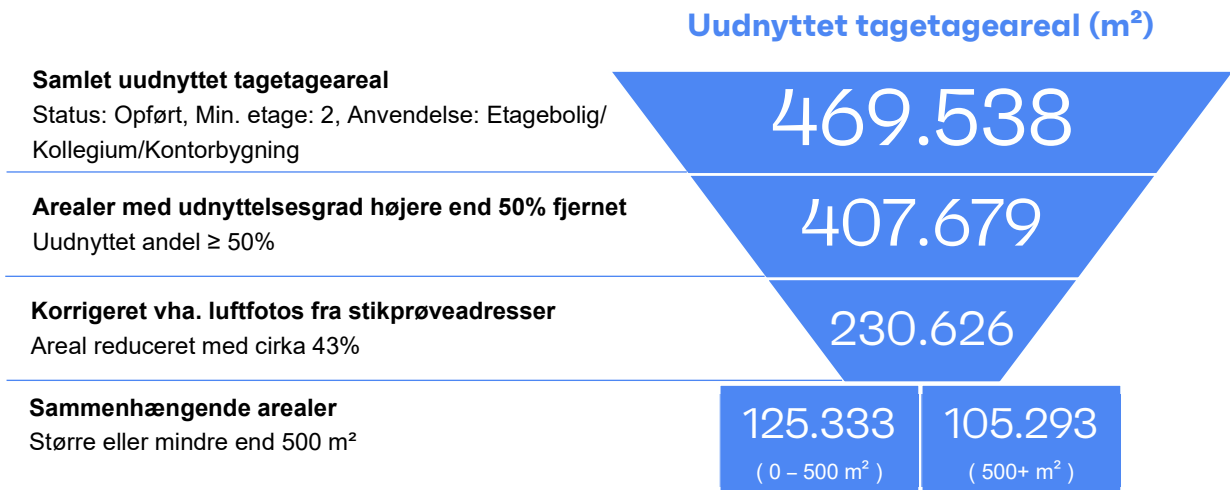 Uudnyttet tagetageareal (m²)
Samlet uudnyttet tagetageareal
Status: Opført, Min. etage: 2, Anvendelse: Etagebolig/
Kollegium/Kontorbygning
469.538
Arealer med udnyttelsesgrad højere end 50% fjernet
Uudnyttet andel ≥ 50%
407.679
Korrigeret vha. luftfotos fra stikprøveadresser
Areal reduceret med cirka 43%
230.626
Sammenhængende arealer
Større eller mindre end 500 m²
125.333
( 0 – 500 m² )
105.293
( 500+ m² )